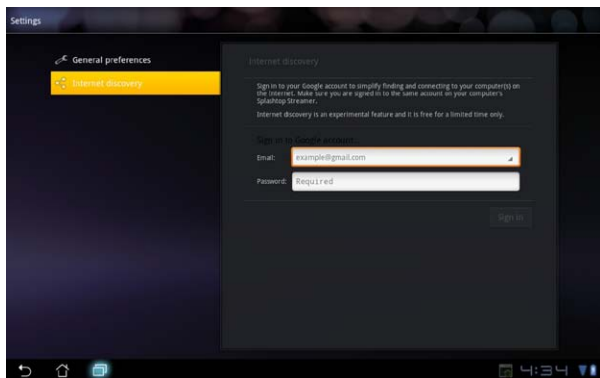 Settings
General preferences
Internet discovery
Internet discovery
Sign in to your Google account to simplify finding and connecting to your computer(s) on
the Internet. Make sure you are signed in to the same account on your computer's
Splashtop Streamer.
Internet discovery is an experimental feature and it is free for a limited time only.
Sign in to Google account...
Email:
example@gmail.com
Password:
Required
Sign in
4:34